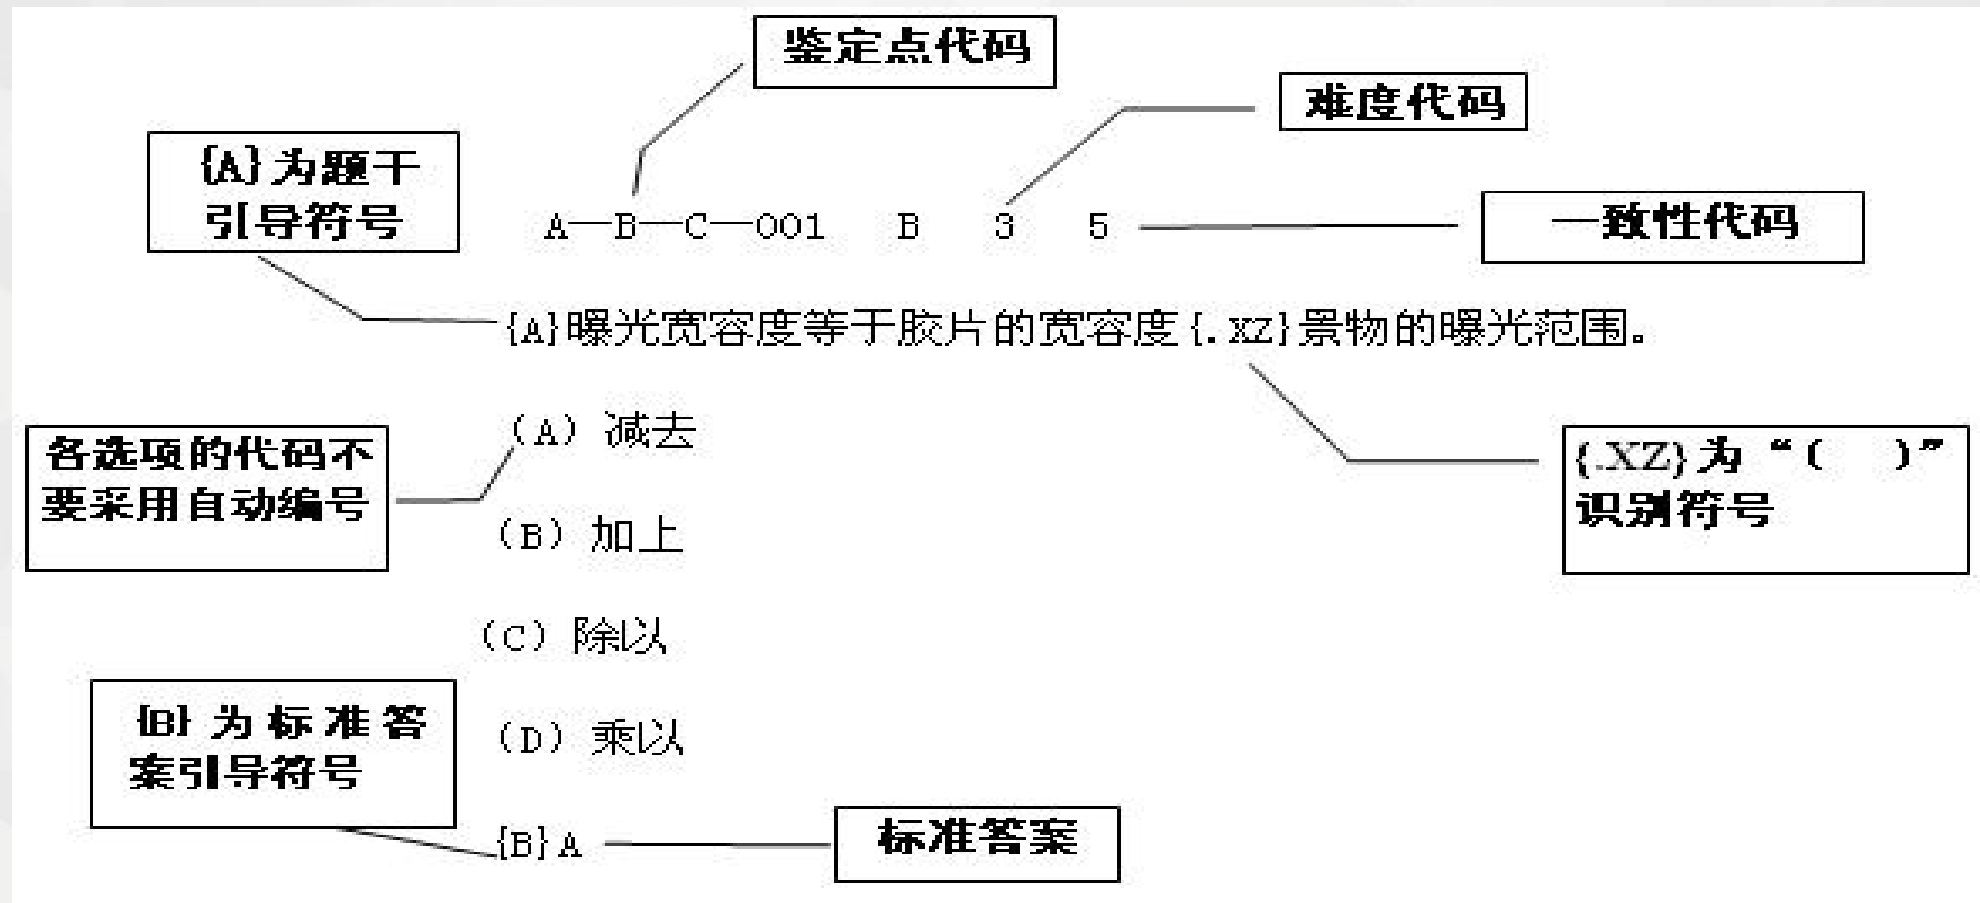 鉴定点代码
难度代码
{A}为题干
引导符号
A—B—C—001 B 3 5
一致性代码
{A}曝光宽容度等于胶片的宽容度{.XZ}景物的曝光范围。
(A) 减去
各选项的代码不
要采用自动编号
{.XZ}为“( )”
识别符号
(B) 加上
(C) 除以
{B}为标准答
案引导符号
(D) 乘以
{B}A
标准答案